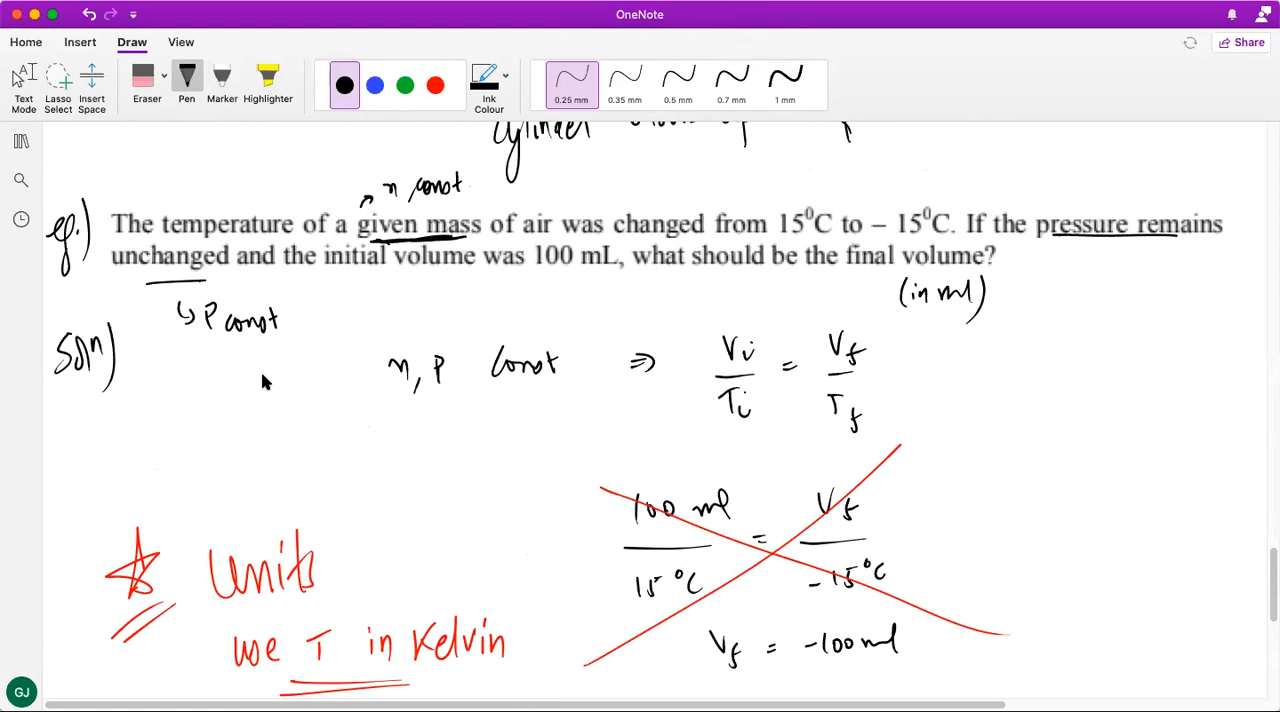 OneNote
Home Insert Draw View
Share
Text Mode
Lasso Select
Insert Space
Eraser
Pen
Marker
Highlighter
Ink Colour
0.25 mm
0.35 mm
0.5 mm
0.7 mm
1 mm
cylinder
n const.
eg.) The temperature of a given mass of air was changed from 15⁰C to – 15⁰C. If the pressure remains
unchanged and the initial volume was 100 mL, what should be the final volume?
(in ml)
↳ P const
Solⁿ)
n, P const ⇒ Vi/Ti = Vf/Tf
100 ml/15 °C = Vf/-15°C
Vf = -100 ml
Units
use T in Kelvin
GJ